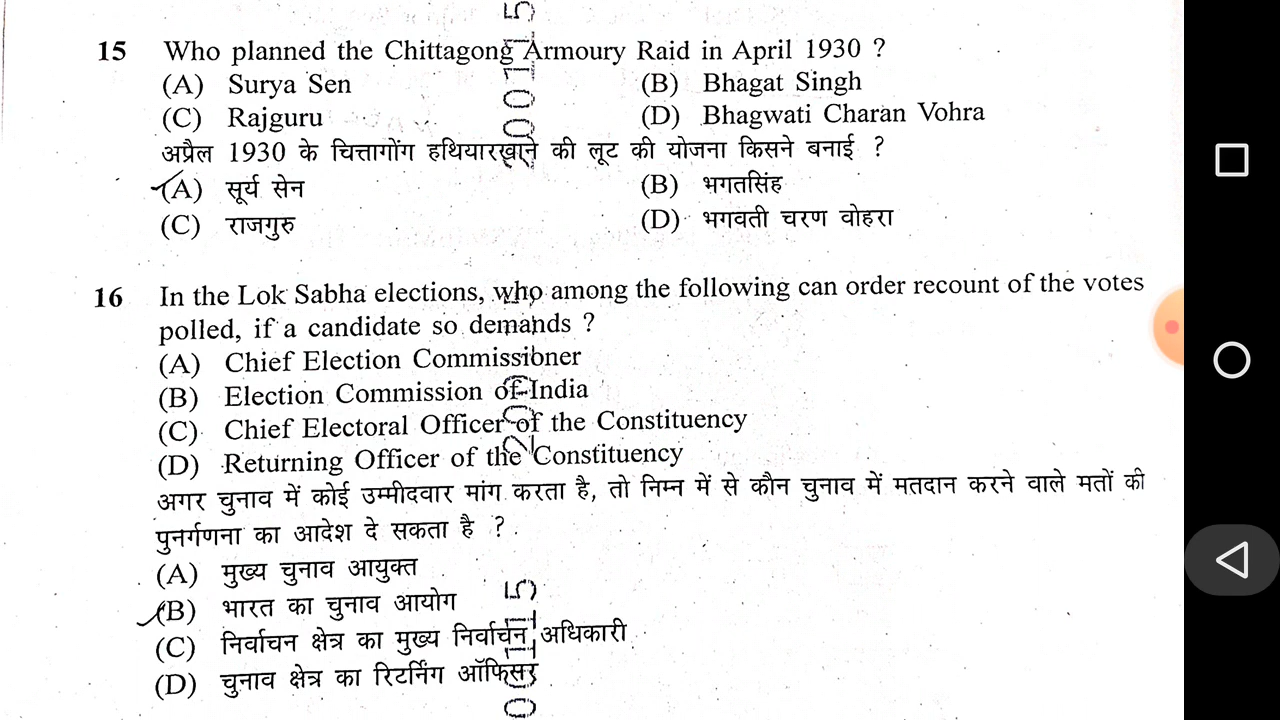 15 Who planned the Chittagong Armoury Raid in April 1930 ?
(A) Surya Sen (B) Bhagat Singh
(C) Rajguru (D) Bhagwati Charan Vohra
अप्रैल 1930 के चित्तागोंग हथियारखाने की लूट की योजना किसने बनाई ?
(A) सूर्य सेन (B) भगतसिंह
(C) राजगुरु (D) भगवती चरण वोहरा
16 In the Lok Sabha elections, who among the following can order recount of the votes
polled, if a candidate so demands ?
(A) Chief Election Commissioner
(B) Election Commission of India
(C) Chief Electoral Officer of the Constituency
(D) Returning Officer of the Constituency
अगर चुनाव में कोई उम्मीदवार मांग करता है, तो निम्न में से कौन चुनाव में मतदान करने वाले मतों की
पुनर्गणना का आदेश दे सकता है ?
(A) मुख्य चुनाव आयुक्त
(B) भारत का चुनाव आयोग
(C) निर्वाचन क्षेत्र का मुख्य निर्वाचन अधिकारी
(D) चुनाव क्षेत्र का रिटर्निंग ऑफिसर